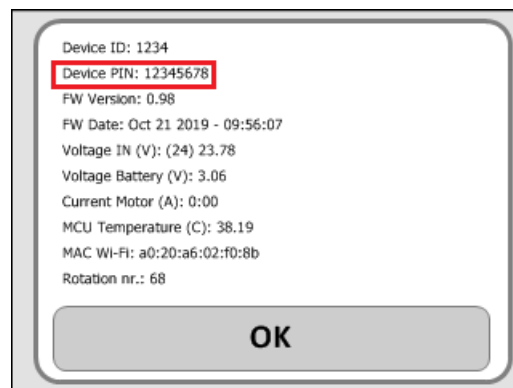 Device ID: 1234
Device PIN: 12345678
FW Version: 0.98
FW Date: Oct 21 2019 - 09:56:07
Voltage IN (V): (24) 23.78
Voltage Battery (V): 3.06
Current Motor (A): 0:00
MCU Temperature (C): 38.19
MAC Wi-Fi: a0:20:a6:02:f0:8b
Rotation nr.: 68
OK